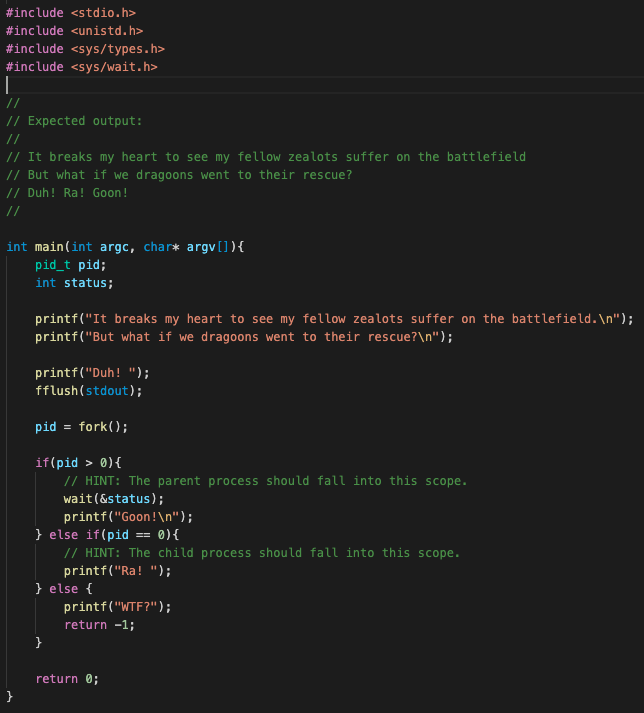 #include <stdio.h>
#include <unistd.h>
#include <sys/types.h>
#include <sys/wait.h>
//
// Expected output:
//
// It breaks my heart to see my fellow zealots suffer on the battlefield
// But what if we dragoons went to their rescue?
// Duh! Ra! Goon!
//
int main(int argc, char* argv[]){
    pid_t pid;
    int status;
    printf("It breaks my heart to see my fellow zealots suffer on the battlefield.\n");
    printf("But what if we dragoons went to their rescue?\n");
    printf("Duh! ");
    fflush(stdout);
    pid = fork();
    if(pid > 0){
        // HINT: The parent process should fall into this scope.
        wait(&status);
        printf("Goon!\n");
    } else if(pid == 0){
        // HINT: The child process should fall into this scope.
        printf("Ra! ");
    } else {
        printf("WTF?");
        return -1;
    }
    return 0;
}